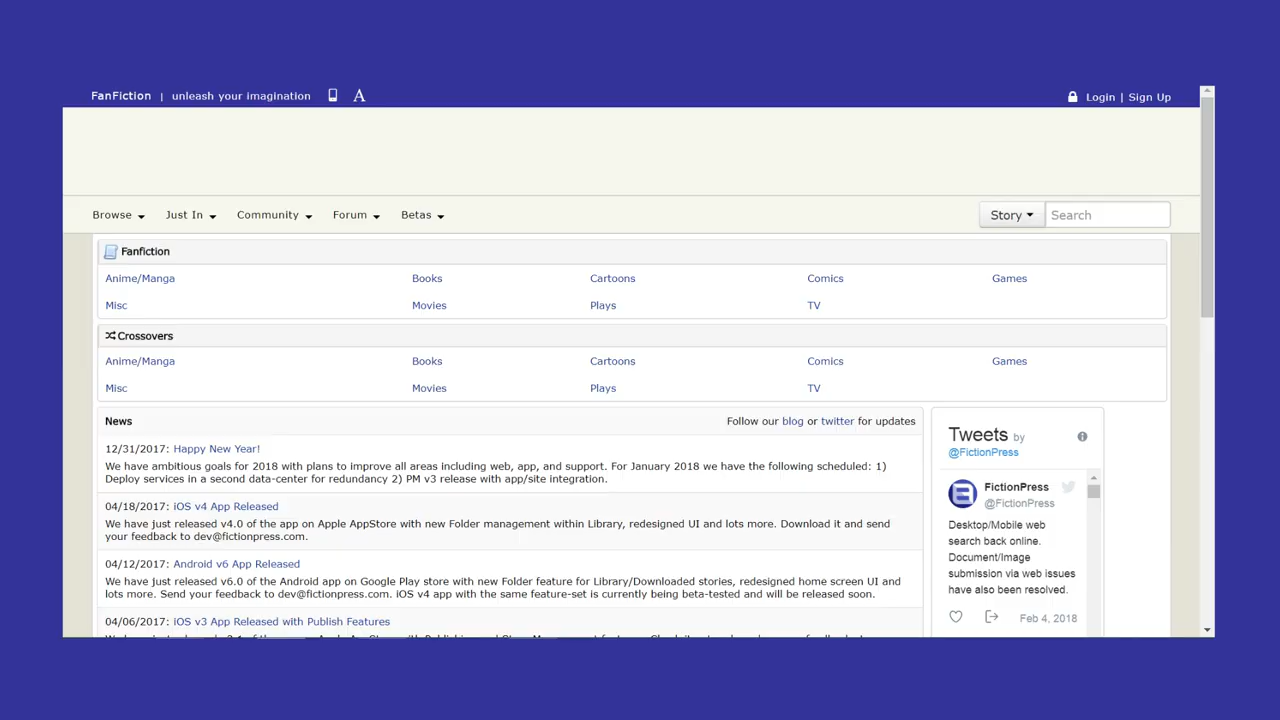 FanFiction | unleash your imagination A
Login | Sign Up
Browse Just In Community Forum Betas
Story Search
Fanfiction
Anime/Manga Books Cartoons Comics Games
Misc Movies Plays TV
Crossovers
Anime/Manga Books Cartoons Comics Games
Misc Movies Plays TV
News Follow our blog or twitter for updates
12/31/2017: Happy New Year!
We have ambitious goals for 2018 with plans to improve all areas including web, app, and support. For January 2018 we have the following scheduled: 1)
Deploy services in a second data-center for redundancy 2) PM v3 release with app/site integration.
04/18/2017: iOS v4 App Released
We have just released v4.0 of the app on Apple AppStore with new Folder management within Library, redesigned UI and lots more. Download it and send
your feedback to dev@fictionpress.com.
04/12/2017: Android v6 App Released
We have just released v6.0 of the Android app on Google Play store with new Folder feature for Library/Downloaded stories, redesigned home screen UI and
lots more. Send your feedback to dev@fictionpress.com. iOS v4 app with the same feature-set is currently being beta-tested and will be released soon.
04/06/2017: iOS v3 App Released with Publish Features
Tweets by
@FictionPress
FictionPress
@FictionPress
Desktop/Mobile web
search back online.
Document/Image
submission via web issues
have also been resolved.
Feb 4, 2018